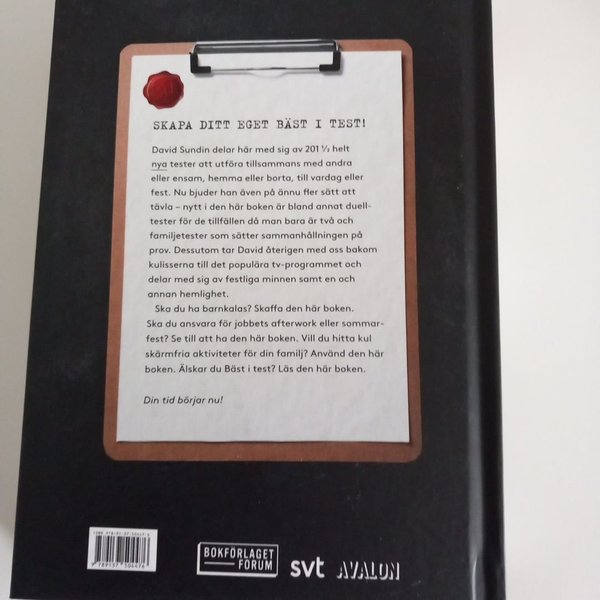 SKAPA DITT EGET BÄST I TEST!
David Sundin delar här med sig av 201 ½ helt
nya tester att utföra tillsammans med andra
eller ensam, hemma eller borta, till vardag eller
fest. Nu bjuder han även på ännu fler sätt att
tävla – nytt i den här boken är bland annat duell-
tester för de tillfällen då man bara är två och
familjetester som sätter sammanhållningen på
prov. Dessutom tar David återigen med oss bakom
kulisserna till det populära tv-programmet och
delar med sig av festliga minnen samt en och
annan hemlighet.
Ska du ha barnkalas? Skaffa den här boken.
Ska du ansvara för jobbets afterwork eller sommar-
fest? Se till att ha den här boken. Vill du hitta kul
skärmfria aktiviteter för din familj? Använd den här
boken. Älskar du Bäst i test? Läs den här boken.
Din tid börjar nu!
9 789137 504476
BOKFÖRLAGET
FORUM
svt
AVALON